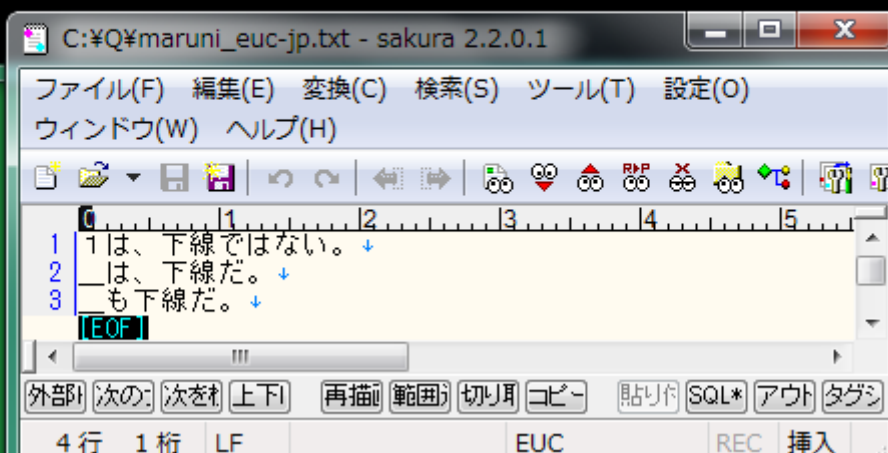 C:¥Q¥maruni_euc-jp.txt - sakura 2.2.0.1
ファイル(F) 編集(E) 変換(C) 検索(S) ツール(T) 設定(O)
ウィンドウ(W) ヘルプ(H)
0 1 2 3 4 5
1 1は、下線ではない。↓
2 __は、下線だ。↓
3 __も下線だ。↓
[EOF]
外部 次の 次を 上下 再描画 範囲 切り取 コピー 貼り付 SQL* アウト タグジ
4 行 1 桁 LF EUC REC 挿入